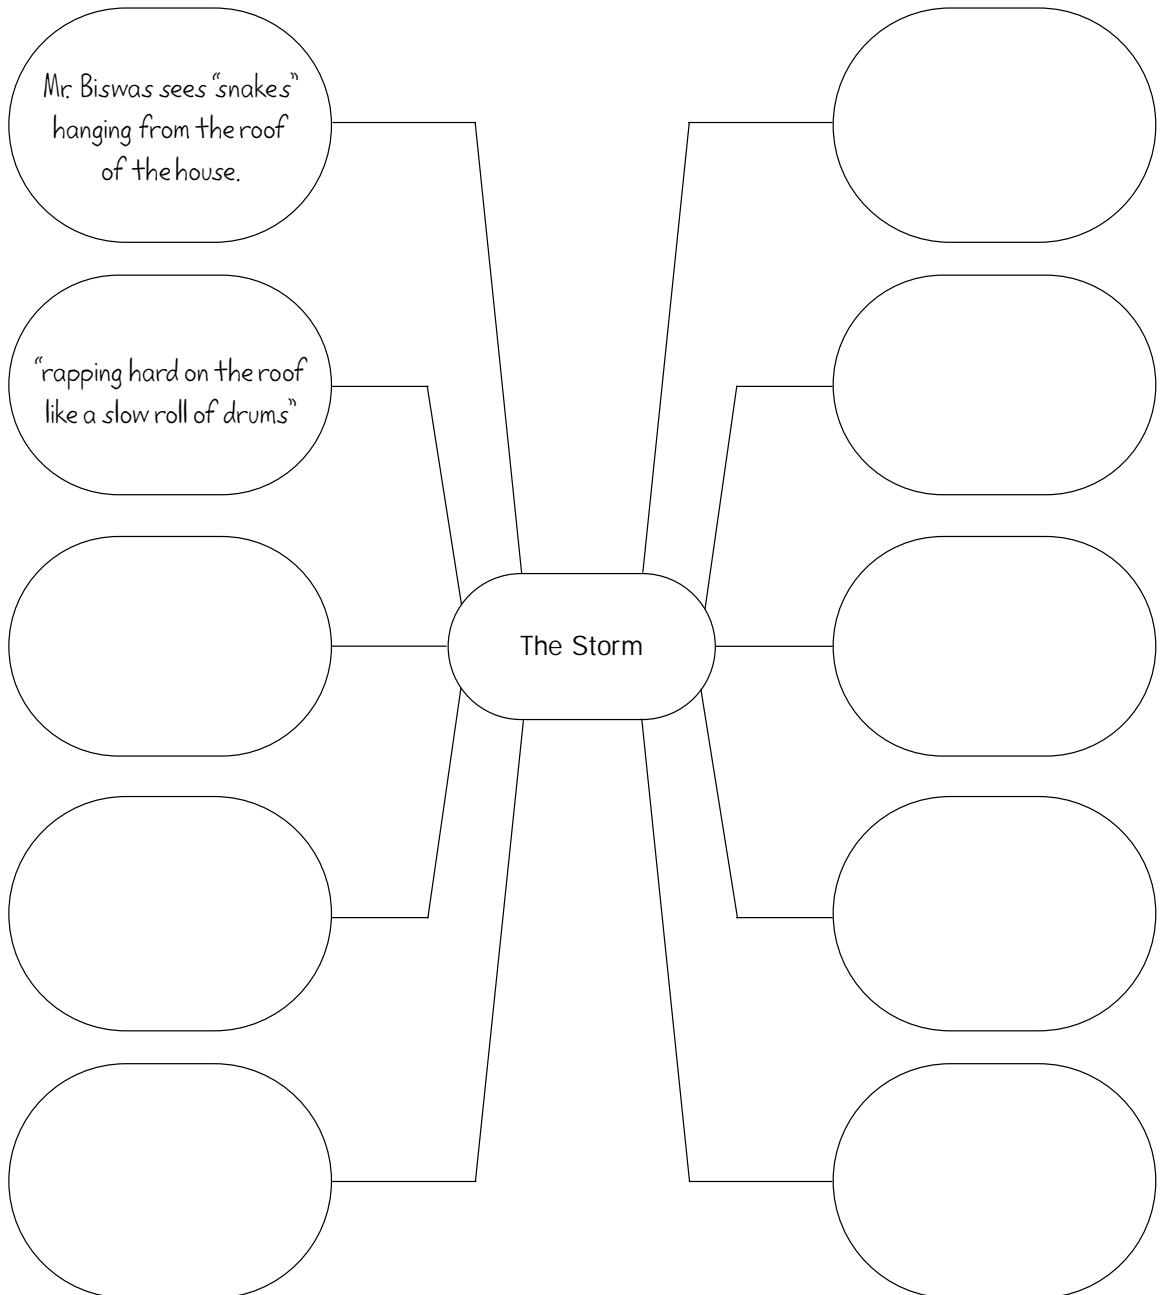 Mr. Biswas sees “snakes”
hanging from the roof
of the house.
“rapping hard on the roof
like a slow roll of drums”
The Storm